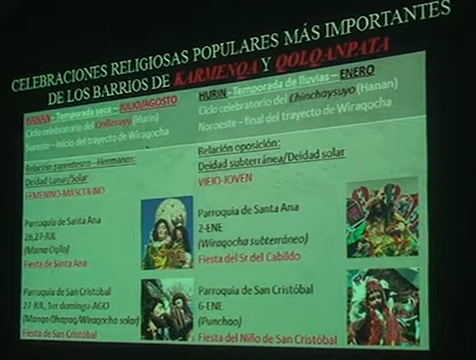 CELEBRACIONES RELIGIOSAS POPULARES MÁS IMPORTANTES
DE LOS BARRIOS DE KARMENQA Y QOLQANPATA
HANAN - Temporada seca – JULIO/AGOSTO
Ciclo celebratorio del (Hurin)
Sureste – Inicio del trayecto de Wiraqocha
HURIN - Temporada de lluvias – ENERO
Ciclo celebratorio del Chinchaysuyo (Hanan)
Noroeste – final del trayecto de Wiraqocha
Relación parentesco – Hermanos:
Deidad Lunar/Solar
FEMENINO-MASCULINO
Relación oposición:
Deidad subterránea/Deidad solar
VIEJO-JOVEN
Parroquia de Santa Ana
26,27-JUL
(Mama Ocllo)
Fiesta de Santa Ana
Parroquia de Santa Ana
2-ENE
(Wiraqocha subterráneo)
Fiesta del Sr del Cabildo
Parroquia de San Cristóbal
27 JUL, 1er domingo-AGO
(Manqo Qhapaq/Wiraqocha solar)
Fiesta de San Cristóbal
Parroquia de San Cristóbal
6-ENE
(Punchao)
Fiesta del Niño de San Cristóbal